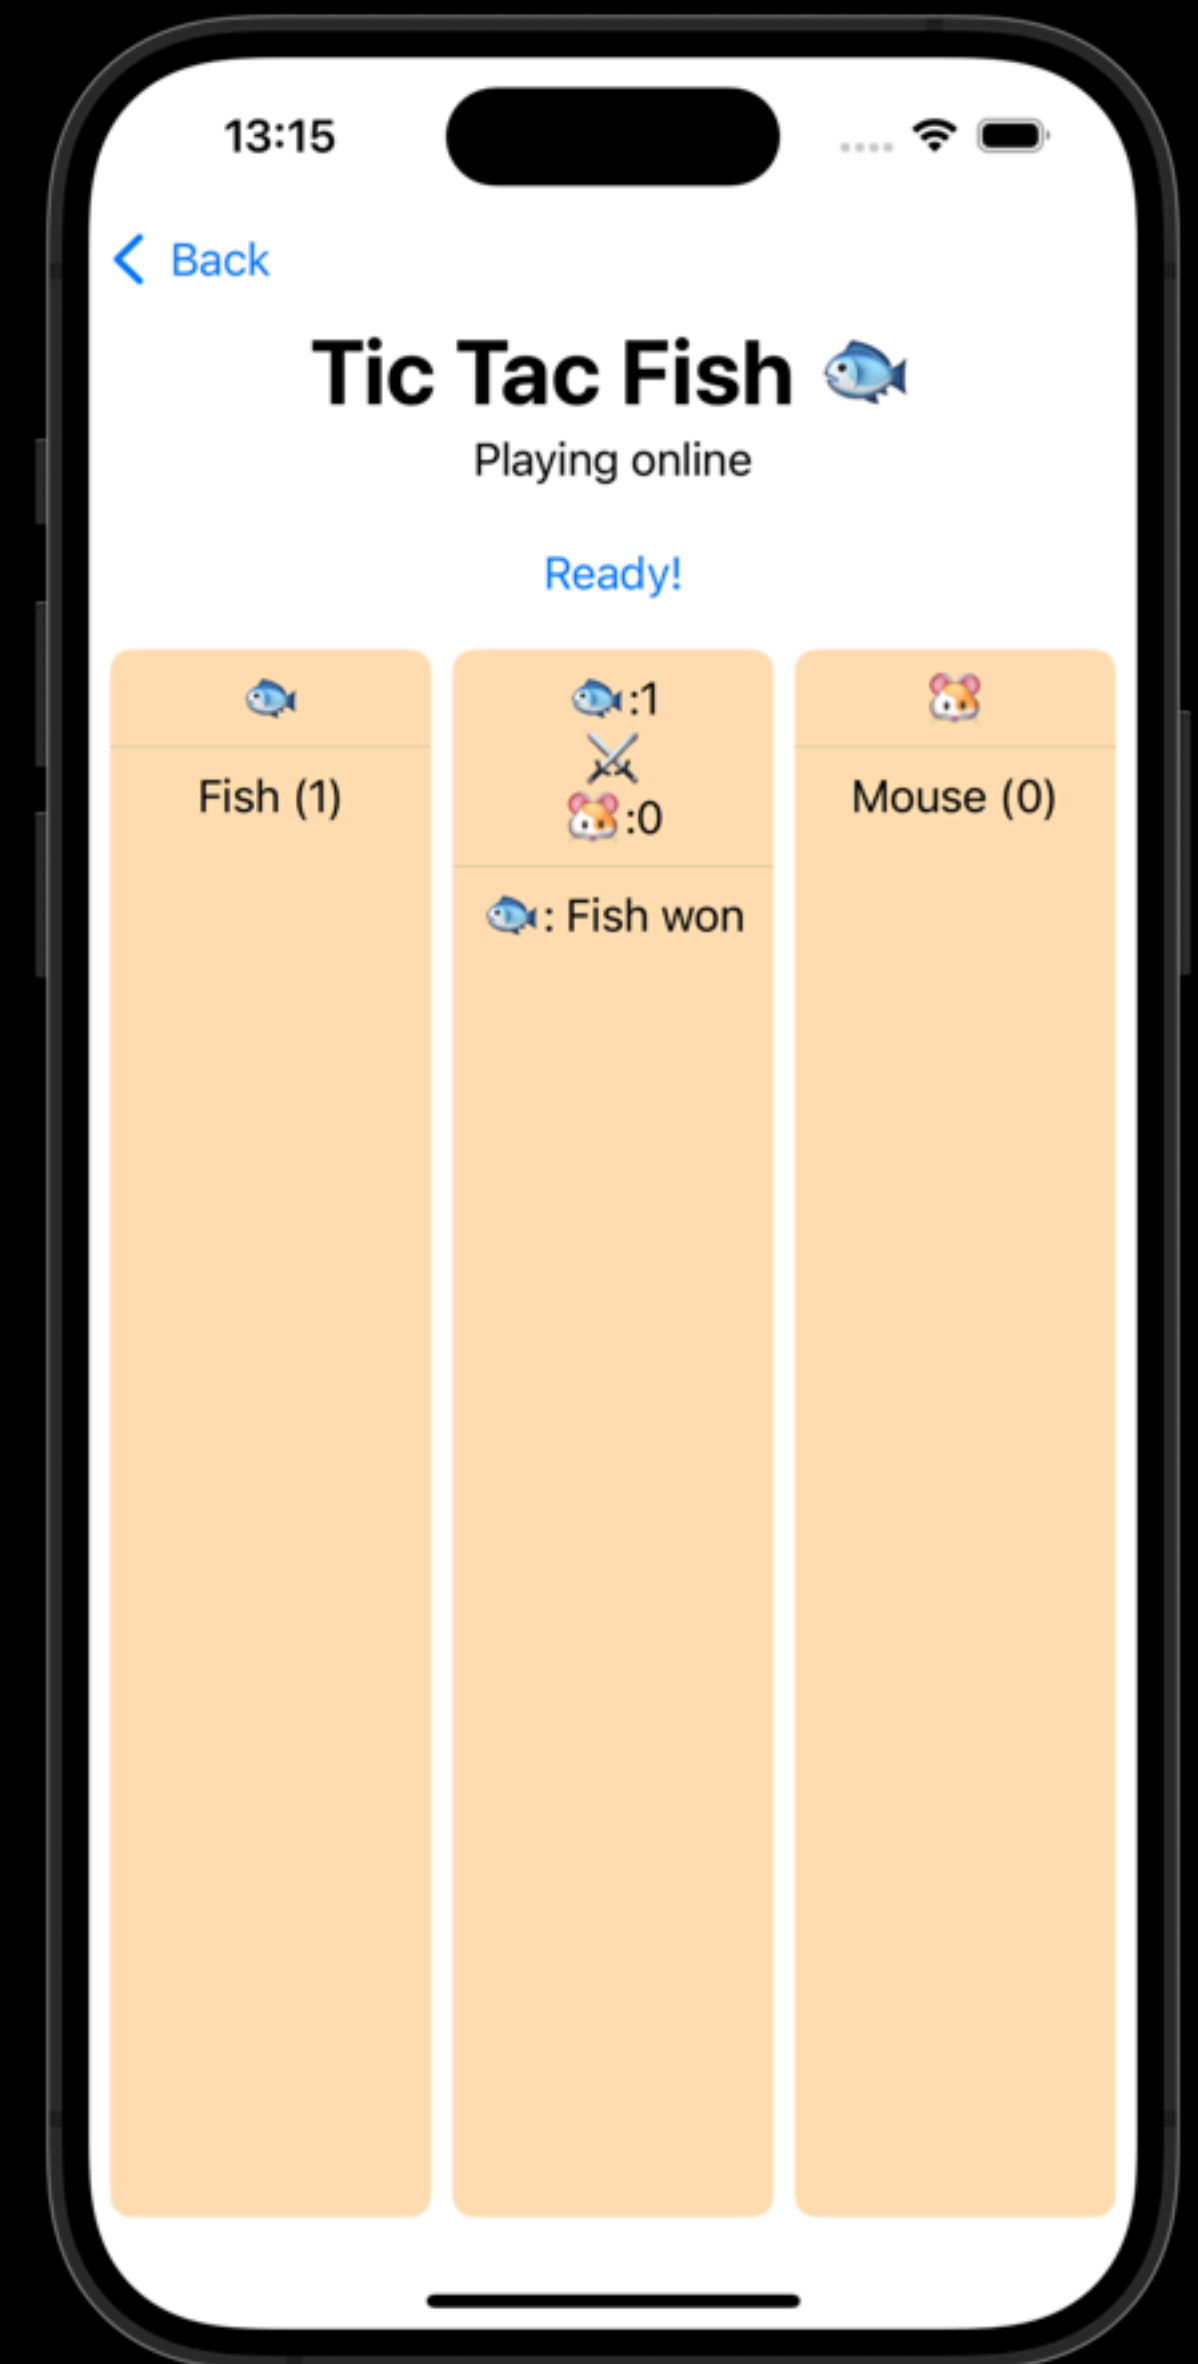 13:15
Back
Tic Tac Fish 🐟
Playing online
Ready!
🐟
Fish (1)
🐟:1
⚔️
🐹:0
🐟: Fish won
🐹
Mouse (0)